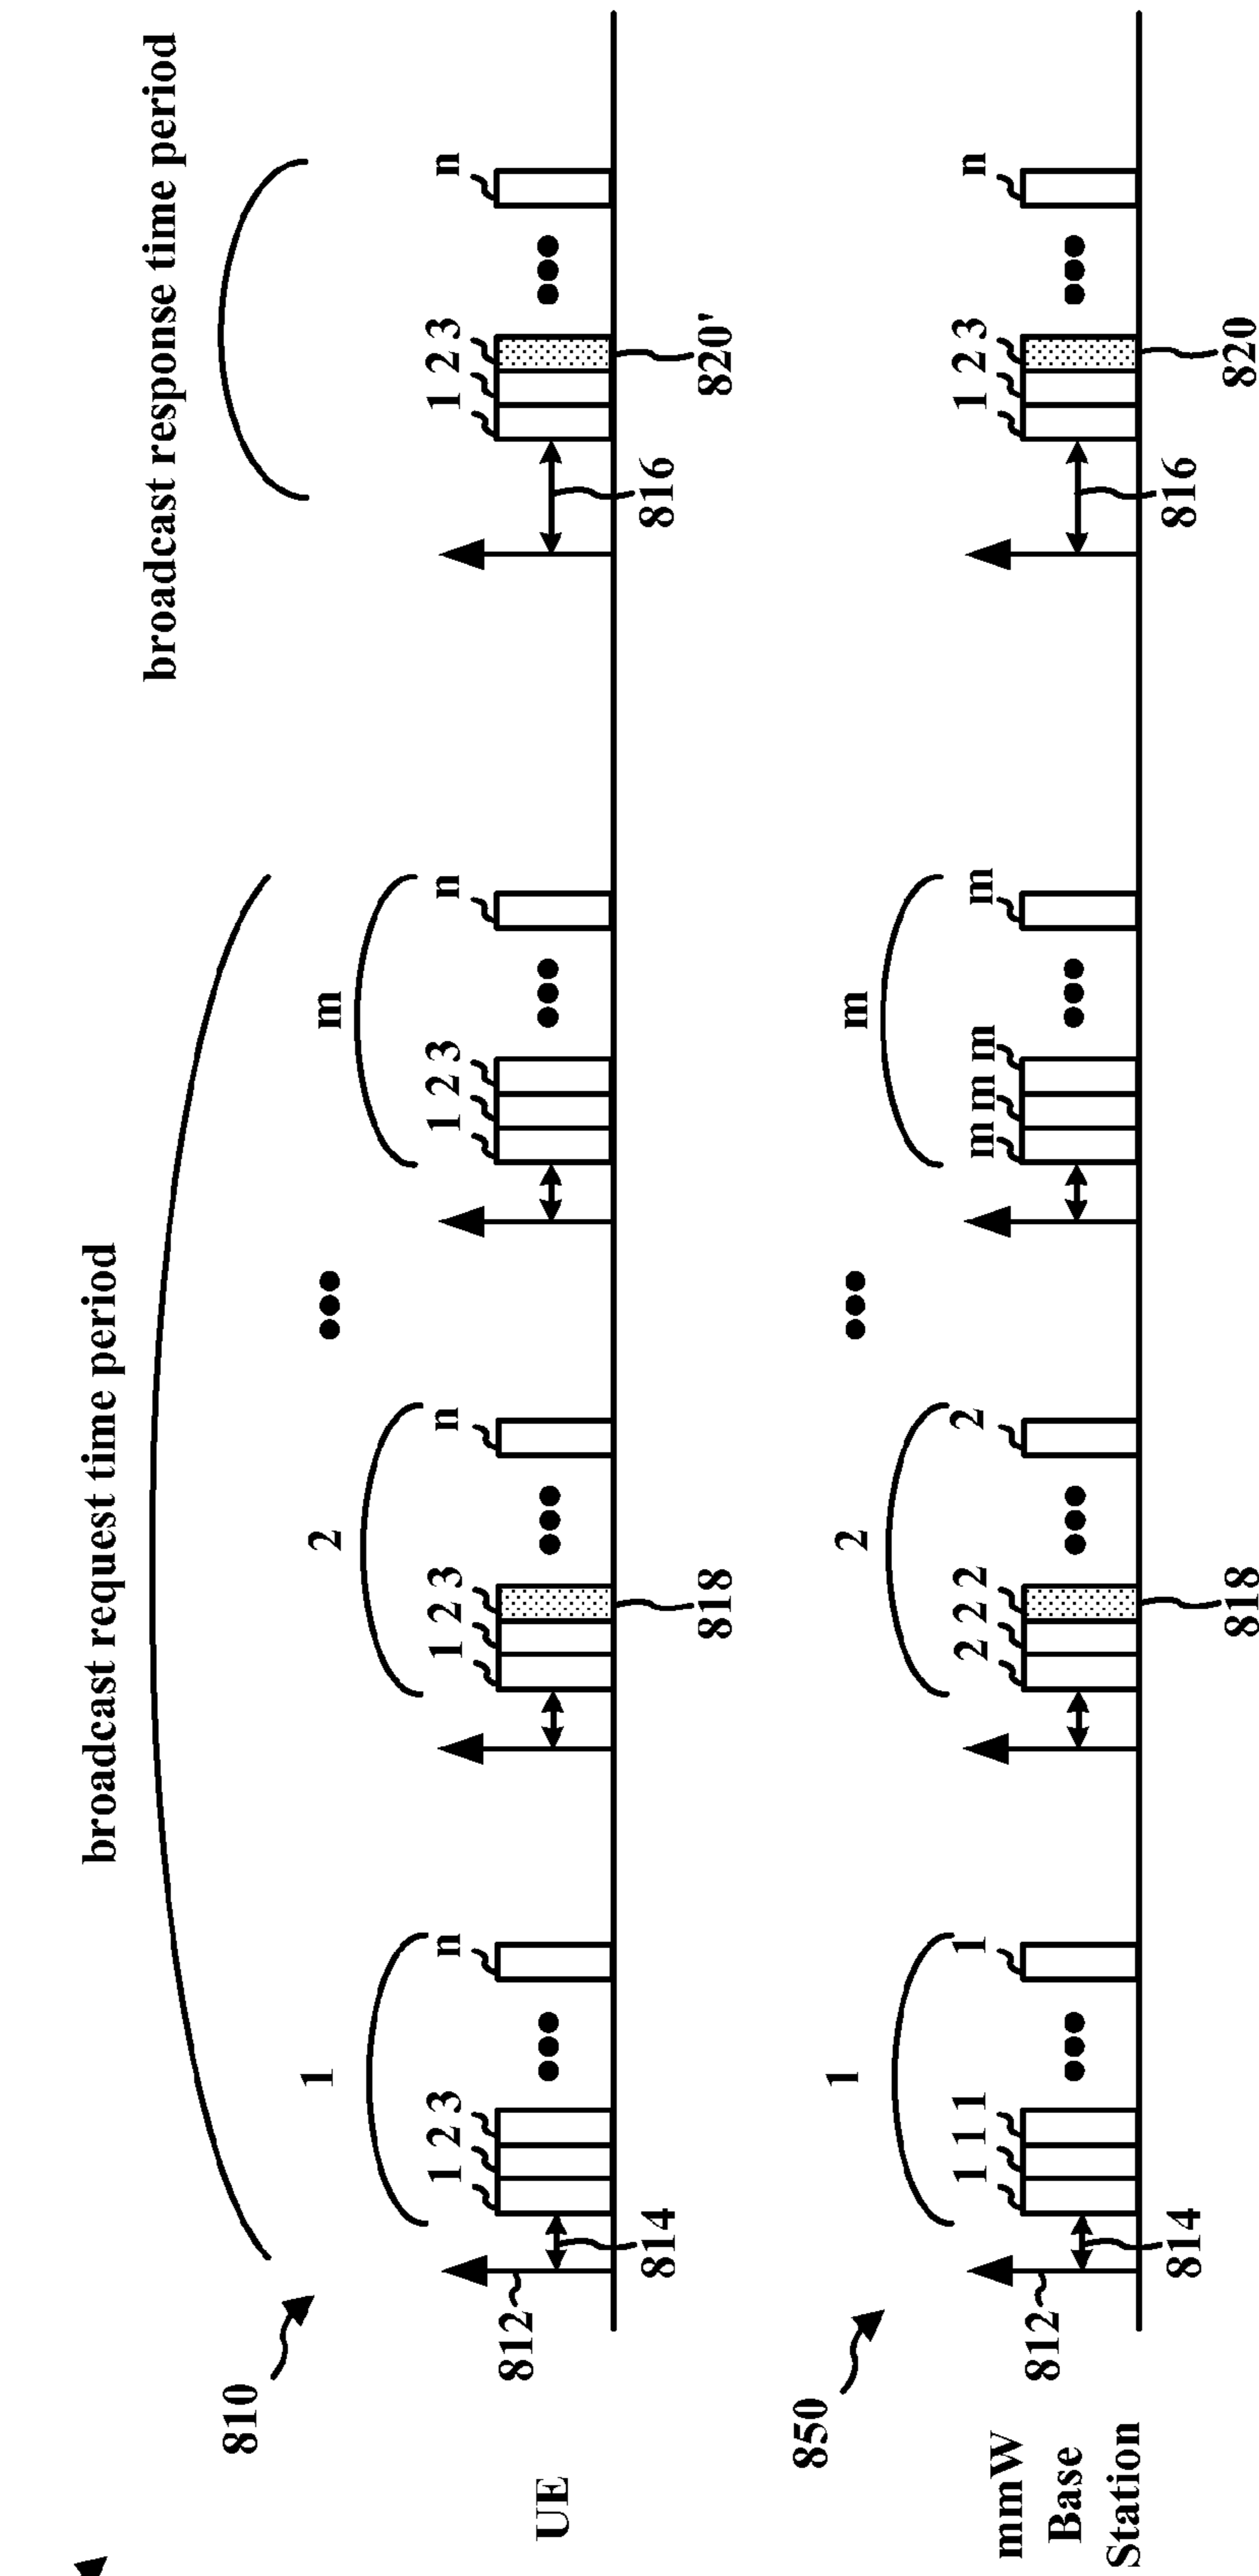 broadcast request time period
broadcast response time period
810
1
2
m
1 2 3
n
1 2 3
n
1 2 3
n
1 2 3
n
UE
812
814
818
816
820'
850
1
2
m
1 1 1
1
2 2 2
2
m m m
m
1 2 3
n
mmW
Base
Station
812
814
818
816
820